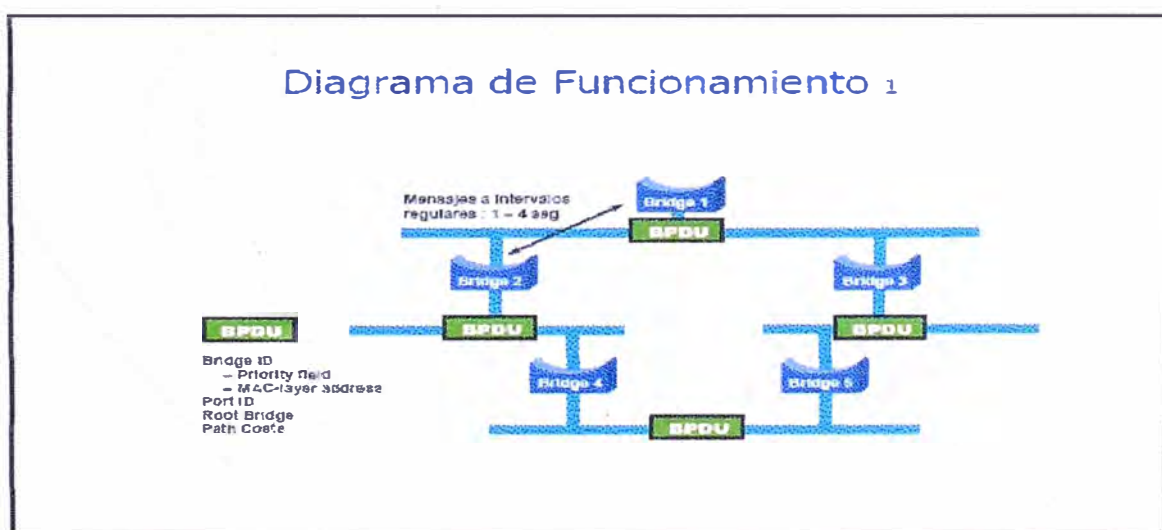 Diagrama de Funcionamiento 1
Mensajes a Intervalos
regulares : 1 – 4 seg
Bridge 1
BPDU
Bridge 2
Bridge 3
BPDU
BPDU
BPDU
Bridge ID
– Priority field
– MAC-layer address
Port ID
Root Bridge
Path Coste
Bridge 4
Bridge 5
BPDU